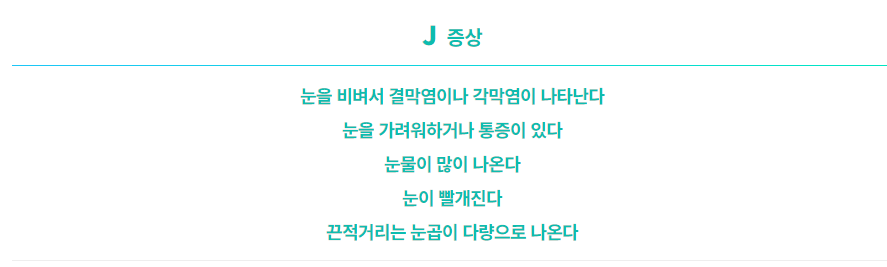 J 증상
눈을 비벼서 결막염이나 각막염이 나타난다
눈을 가려워하거나 통증이 있다
눈물이 많이 나온다
눈이 빨개진다
끈적거리는 눈곱이 다량으로 나온다